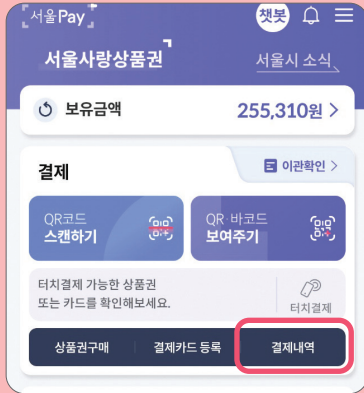 서울Pay
챗봇
서울사랑상품권
서울시 소식
보유금액
255,310원 >
결제
이관확인 >
QR코드
스캔하기
QR·바코드
보여주기
터치결제 가능한 상품권
또는 카드를 확인해보세요.
터치결제
상품권구매
결제카드 등록
결제내역